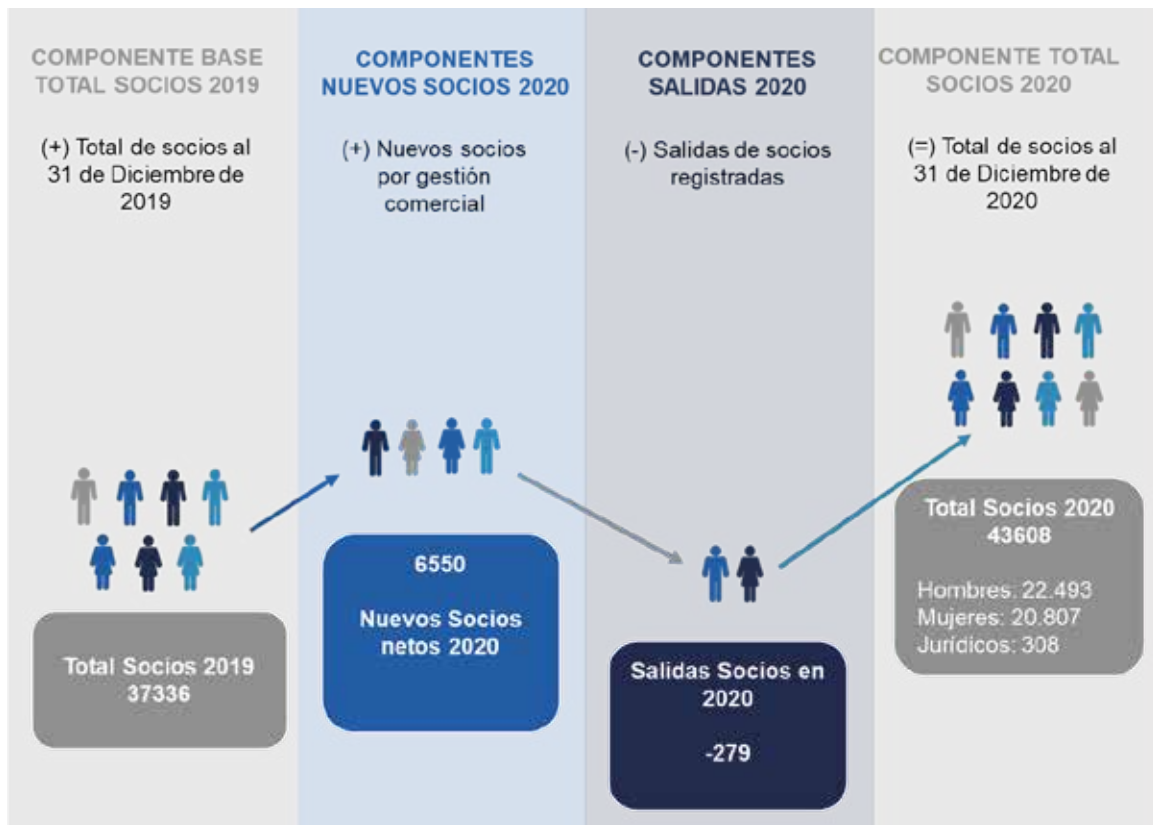 COMPONENTE BASE
TOTAL SOCIOS 2019
(+) Total de socios al
31 de Diciembre de
2019
Total Socios 2019
37336
COMPONENTES
NUEVOS SOCIOS 2020
(+) Nuevos socios
por gestión
comercial
6550
Nuevos Socios
netos 2020
COMPONENTES
SALIDAS 2020
(-) Salidas de socios
registradas
Salidas Socios en
2020
-279
COMPONENTE TOTAL
SOCIOS 2020
(=) Total de socios al
31 de Diciembre de
2020
Total Socios 2020
43608
Hombres: 22.493
Mujeres: 20.807
Jurídicos: 308